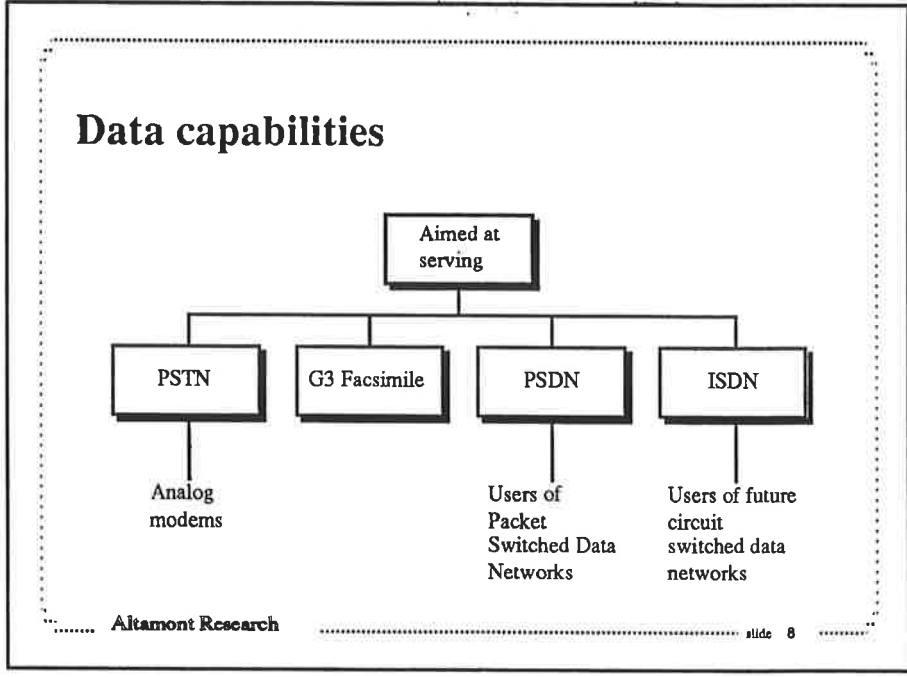 Data capabilities
Aimed at
serving
PSTN
G3 Facsimile
PSDN
ISDN
Analog
modems
Users of
Packet
Switched Data
Networks
Users of future
circuit
switched data
networks
Altamont Research
slide 8